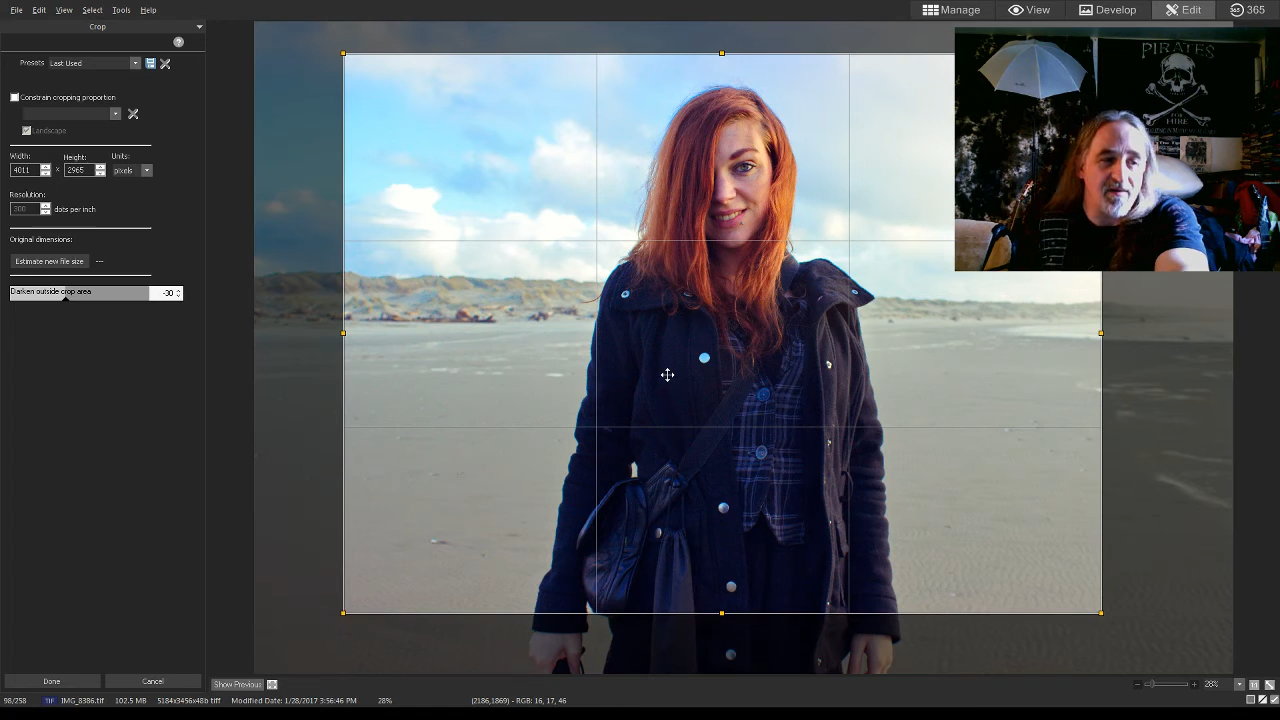 File Edit View Select Tools Help
Manage View Develop Edit 365
Crop
Presets Last Used
Constrain cropping proportion
Landscape
Width: Height: Units:
4011 x 2965 pixels
Resolution:
300 dots per inch
Original dimensions:
Estimate new file size ---
Darken outside crop area -30
PIRATES
FOR
HIRE
Done Cancel
Show Previous 28%
98/258 TIF IMG_8386.tif 102.5 MB 5184x3456x48b tiff Modified Date: 1/28/2017 3:56:46 PM 28% (2186,1869) - RGB: 16, 17, 46